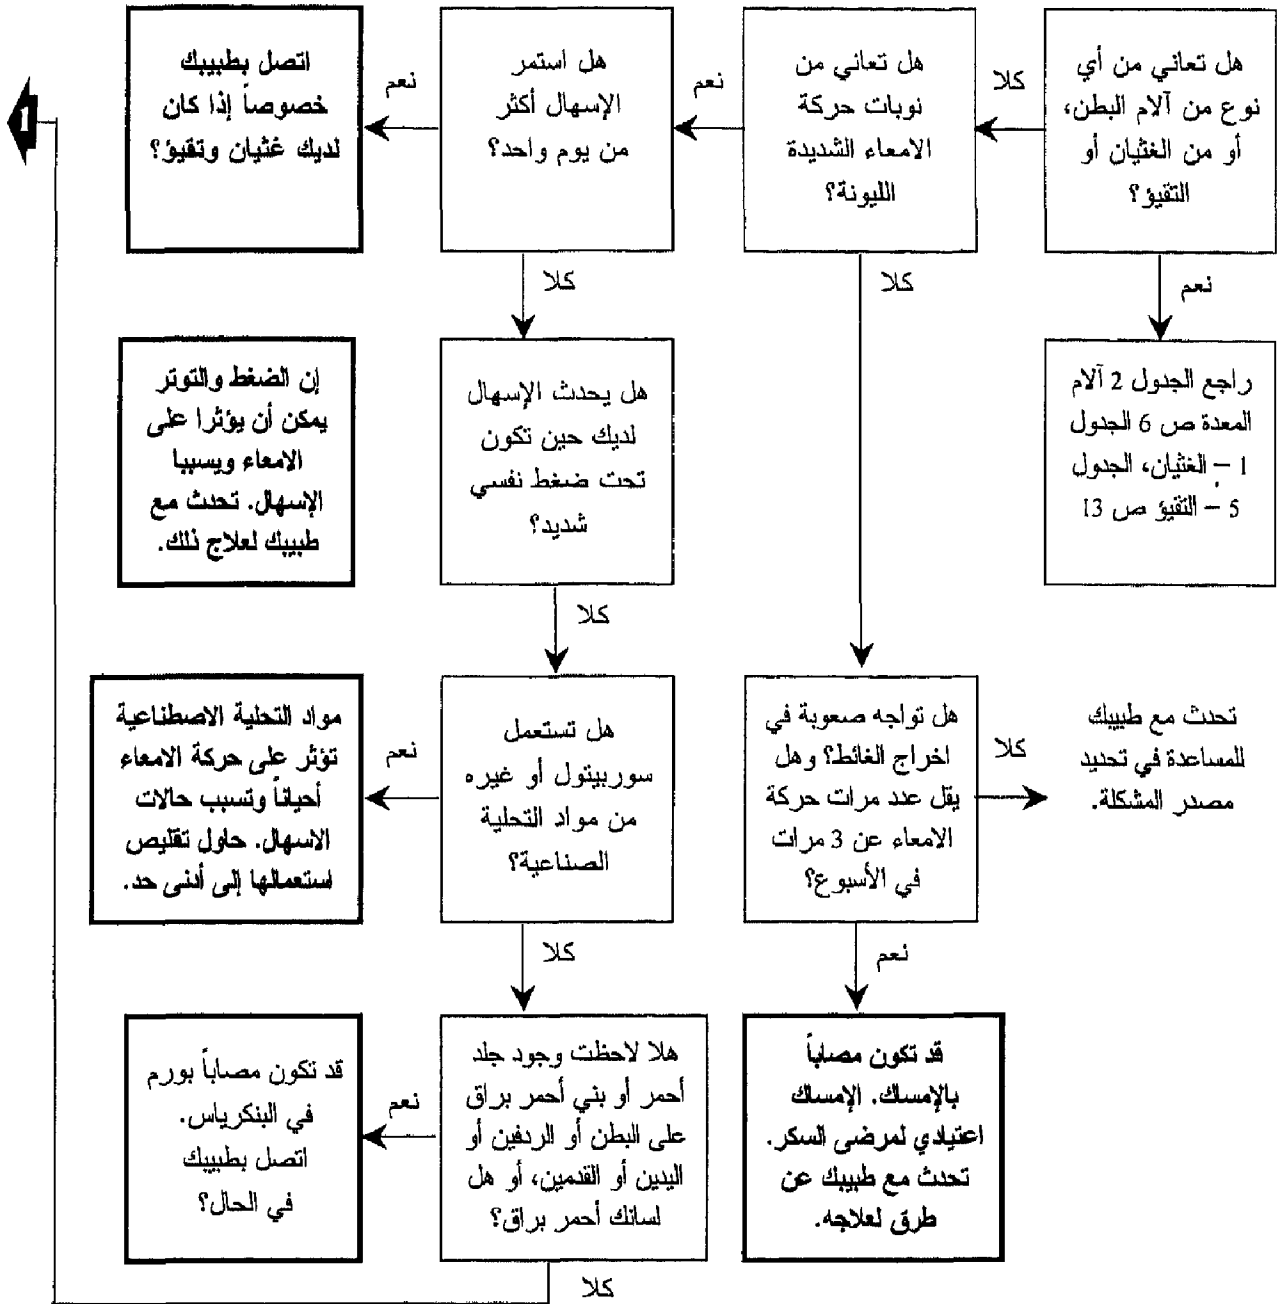 هل تعاني من أي
نوع من آلام البطن،
أو من الغثيان أو
التقيؤ؟
كلا
هل تعاني من
نوبات حركة
الامعاء الشديدة
الليونة؟
نعم
هل استمر
الإسهال أكثر
من يوم واحد؟
نعم
اتصل بطبيبك
خصوصاً إذا كان
لديك غثيان وتقيؤ؟
1
نعم
كلا
كلا
راجع الجدول 2 آلام
المعدة ص 6 الجدول
1 – الغثيان، الجدول
5 – التقيؤ ص 13
هل يحدث الإسهال
لديك حين تكون
تحت ضغط نفسي
شديد؟
إن الضغط والتوتر
يمكن أن يؤثرا على
الامعاء ويسببا
الإسهال. تحدث مع
طبيبك لعلاج ذلك.
كلا
تحدث مع طبيبك
للمساعدة في تحديد
مصدر المشكلة.
كلا
هل تواجه صعوبة في
اخراج الغائط؟ وهل
يقل عدد مرات حركة
الامعاء عن 3 مرات
في الأسبوع؟
هل تستعمل
سوربيتول أو غيره
من مواد التحلية
الصناعية؟
نعم
مواد التحلية الاصطناعية
تؤثر على حركة الامعاء
أحياناً وتسبب حالات
الاسهال. حاول تقليص
استعمالها إلى أدنى حد.
نعم
كلا
قد تكون مصاباً
بالإمساك. الإمساك
اعتيادي لمرضى السكر.
تحدث مع طبيبك عن
طرق لعلاجه.
هلا لاحظت وجود جلد
أحمر أو بني أحمر براق
على البطن أو الردفين أو
اليدين أو القدمين، أو هل
لسانك أحمر براق؟
نعم
قد تكون مصاباً بورم
في البنكرياس.
اتصل بطبيبك
في الحال؟
كلا